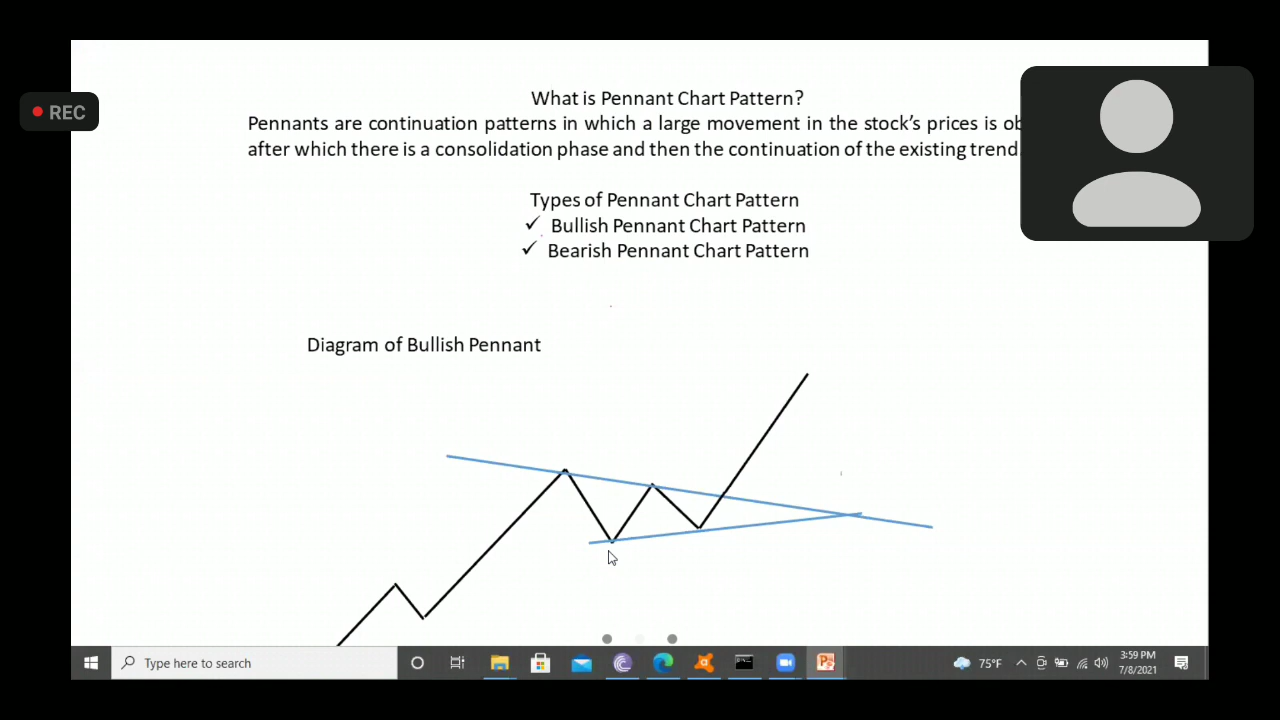 What is Pennant Chart Pattern?
REC
Pennants are continuation patterns in which a large movement in the stock’s prices is
after which there is a consolidation phase and then the continuation of the existing trend
Types of Pennant Chart Pattern
✓ Bullish Pennant Chart Pattern
✓ Bearish Pennant Chart Pattern
Diagram of Bullish Pennant
Type here to search
75°F
3:59 PM
7/8/2021